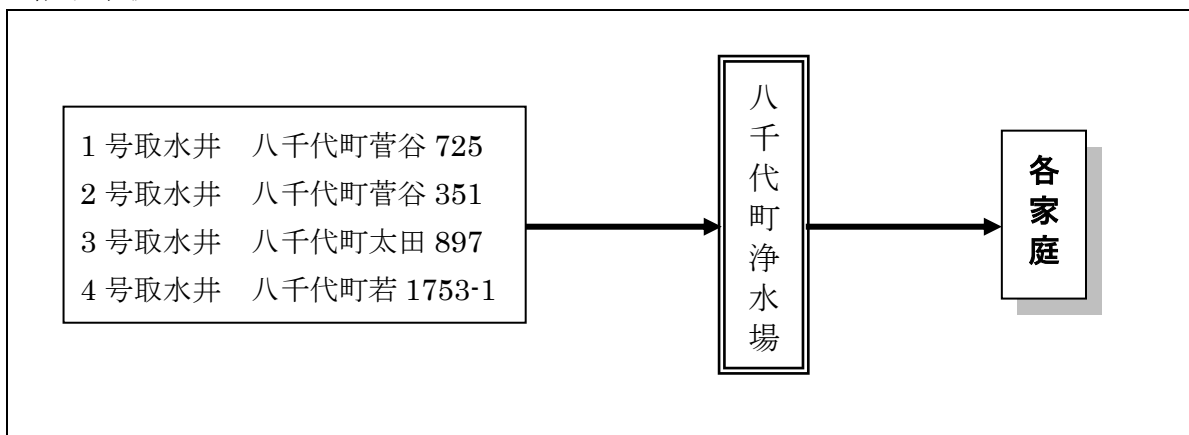 1 号取水井　八千代町菅谷 725
2 号取水井　八千代町菅谷 351
3 号取水井　八千代町太田 897
4 号取水井　八千代町若 1753-1
八千代町浄水場
各家庭